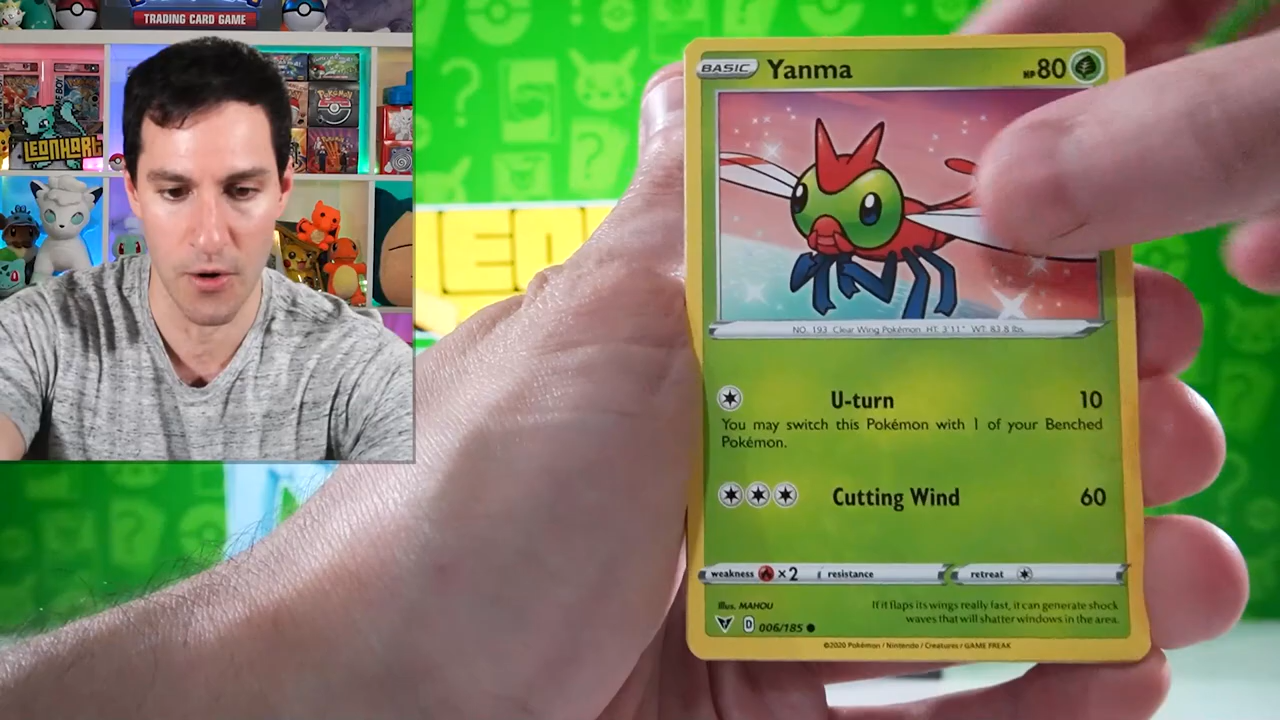 TRADING CARD GAME
LEONHART
Pokémon
LEON
BASIC Yanma HP 80
NO. 193 Clear Wing Pokémon HT: 3'11" WT: 83.8 lbs.
U-turn 10
You may switch this Pokémon with 1 of your Benched
Pokémon.
Cutting Wind 60
weakness ×2 resistance retreat
Illus. MAHOU
If it flaps its wings really fast, it can generate shock
waves that will shatter windows in the area.
D 006/185 ●
©2020 Pokémon / Nintendo / Creatures / GAME FREAK